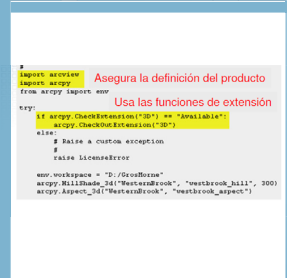 #
import arcview
import arcpy
Asegura la definición del producto
from arcpy import env
Usa las funciones de extensión
try:
if arcpy.CheckExtension("3D") == "Available":
arcpy.CheckOutExtension("3D")
else:
# Raise a custom exception
#
raise LicenseError
env.workspace = "D:/GrosMorne"
arcpy.HillShade_3d("WesternBrook", "westbrook_hill", 300)
arcpy.Aspect_3d("WesternBrook", "westbrook_aspect")